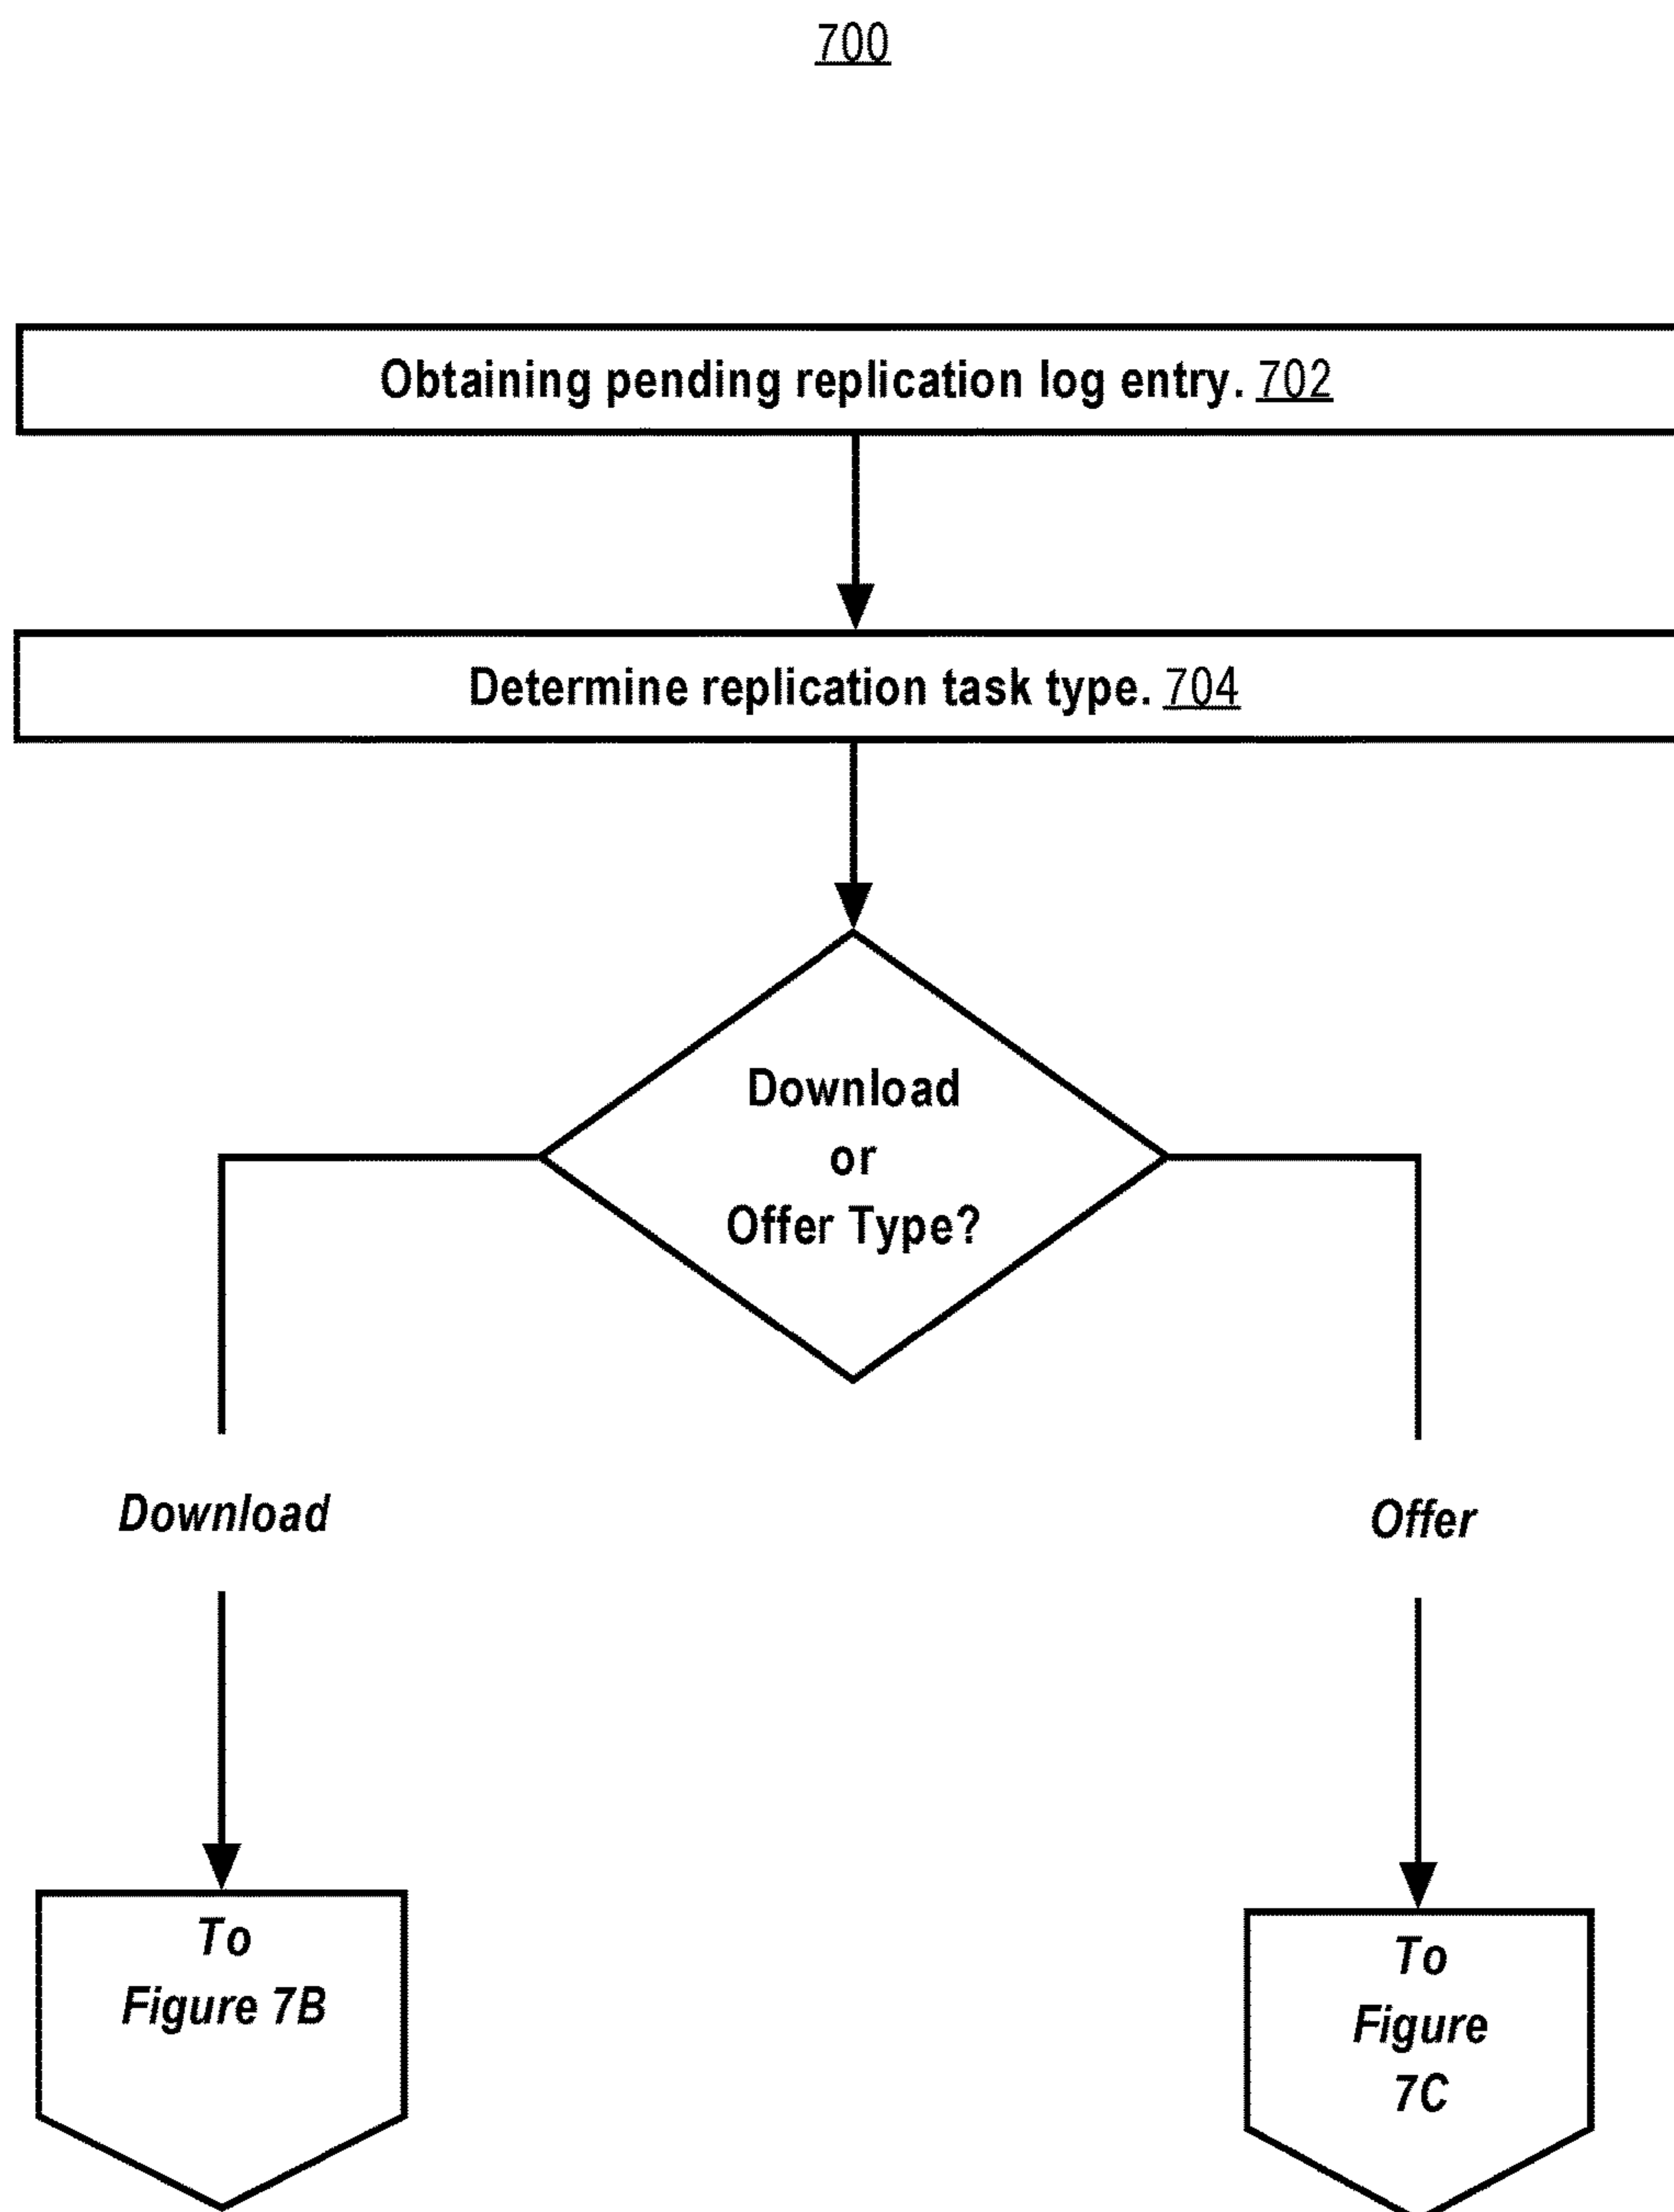 700
Obtaining pending replication log entry. 702
Determine replication task type. 704
Download
or
Offer Type?
Download
Offer
To
Figure 7B
To
Figure
7C